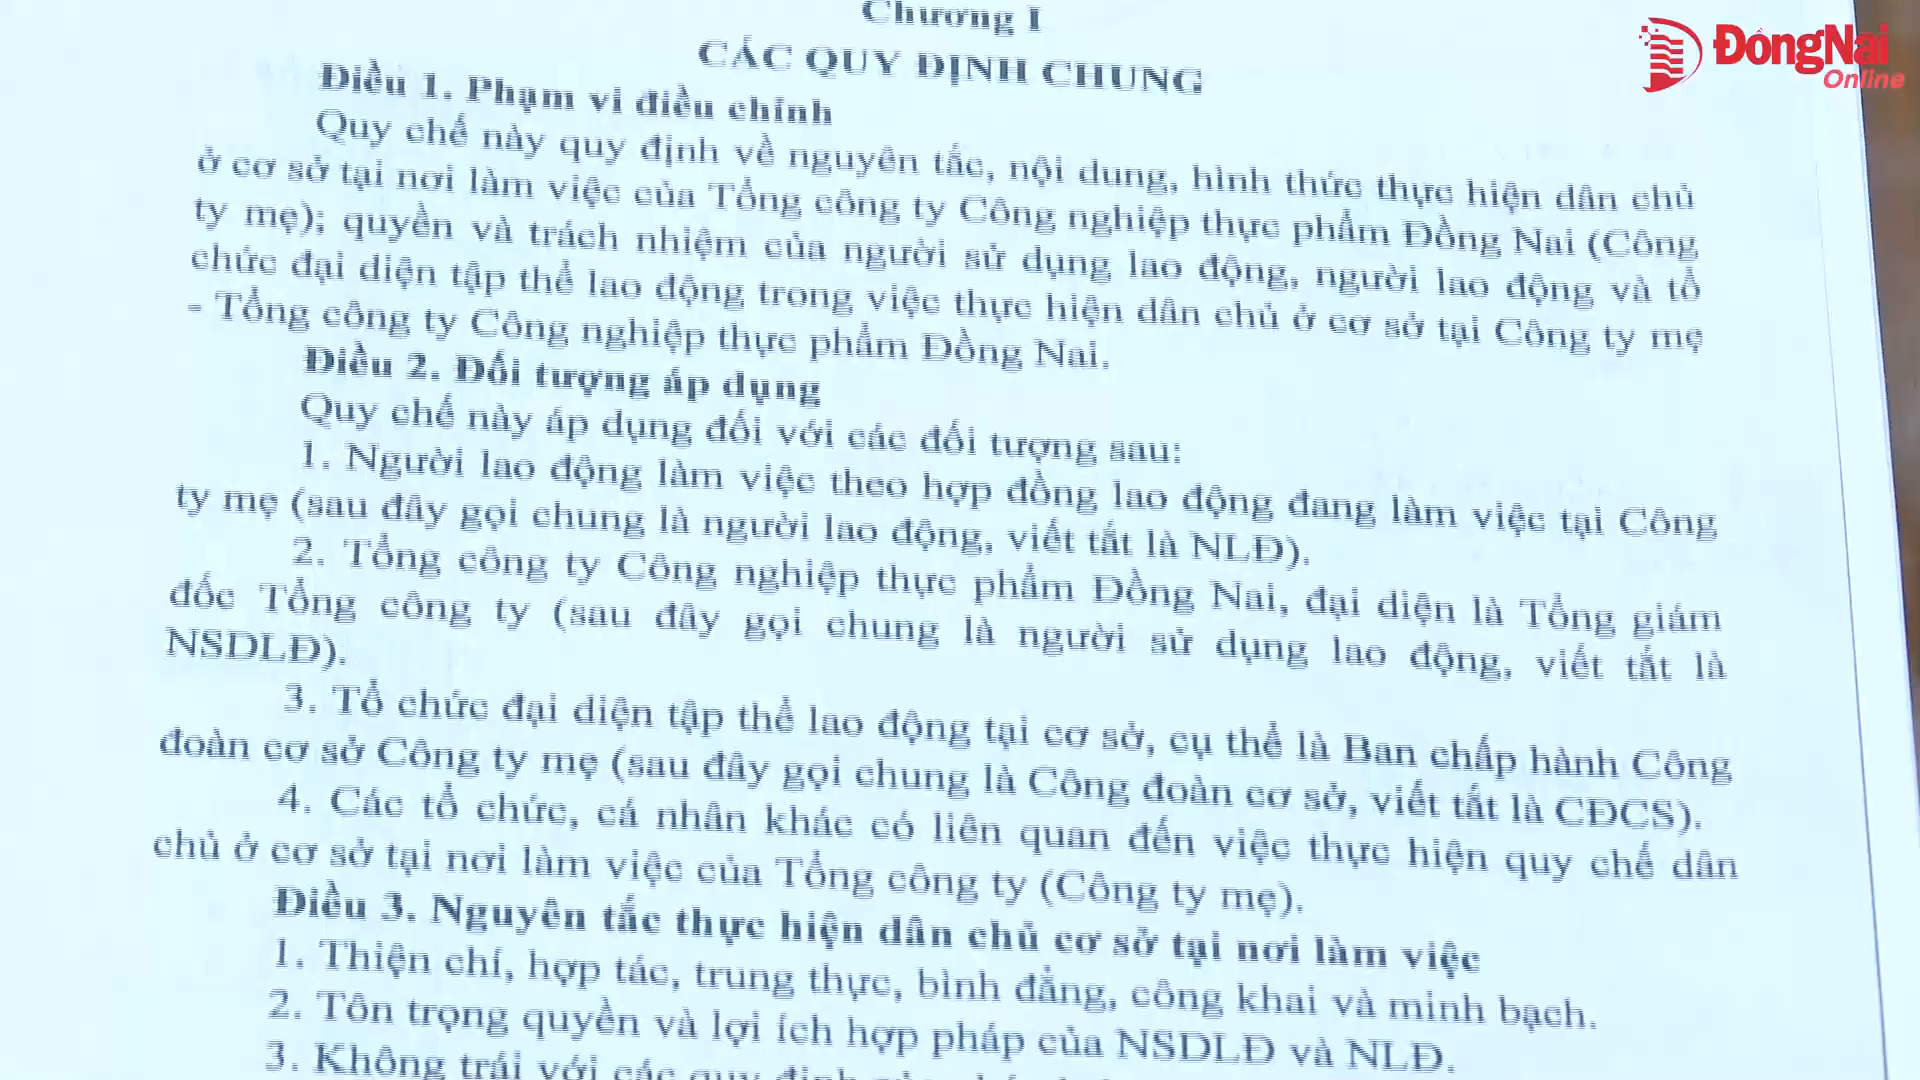 Chương I
CÁC QUY ĐỊNH CHUNG
Điều 1. Phạm vi điều chỉnh
Quy chế này quy định về nguyên tắc, nội dung, hình thức thực hiện dân chủ
ở cơ sở tại nơi làm việc của Tổng công ty Công nghiệp thực phẩm Đồng Nai (Công
ty mẹ); quyền và trách nhiệm của người sử dụng lao động, người lao động và tổ
chức đại diện tập thể lao động trong việc thực hiện dân chủ ở cơ sở tại Công ty mẹ
- Tổng công ty Công nghiệp thực phẩm Đồng Nai.
Điều 2. Đối tượng áp dụng
Quy chế này áp dụng đối với các đối tượng sau:
1. Người lao động làm việc theo hợp đồng lao động đang làm việc tại Công
ty mẹ (sau đây gọi chung là người lao động, viết tắt là NLĐ).
2. Tổng công ty Công nghiệp thực phẩm Đồng Nai, đại diện là Tổng giám
đốc Tổng công ty (sau đây gọi chung là người sử dụng lao động, viết tắt là
NSDLĐ).
3. Tổ chức đại diện tập thể lao động tại cơ sở, cụ thể là Ban chấp hành Công
đoàn cơ sở Công ty mẹ (sau đây gọi chung là Công đoàn cơ sở, viết tắt là CĐCS).
4. Các tổ chức, cá nhân khác có liên quan đến việc thực hiện quy chế dân
chủ ở cơ sở tại nơi làm việc của Tổng công ty (Công ty mẹ).
Điều 3. Nguyên tắc thực hiện dân chủ cơ sở tại nơi làm việc
1. Thiện chí, hợp tác, trung thực, bình đẳng, công khai và minh bạch.
2. Tôn trọng quyền và lợi ích hợp pháp của NSDLĐ và NLĐ.
3. Không trái với các quy định
ĐồngNai
Online